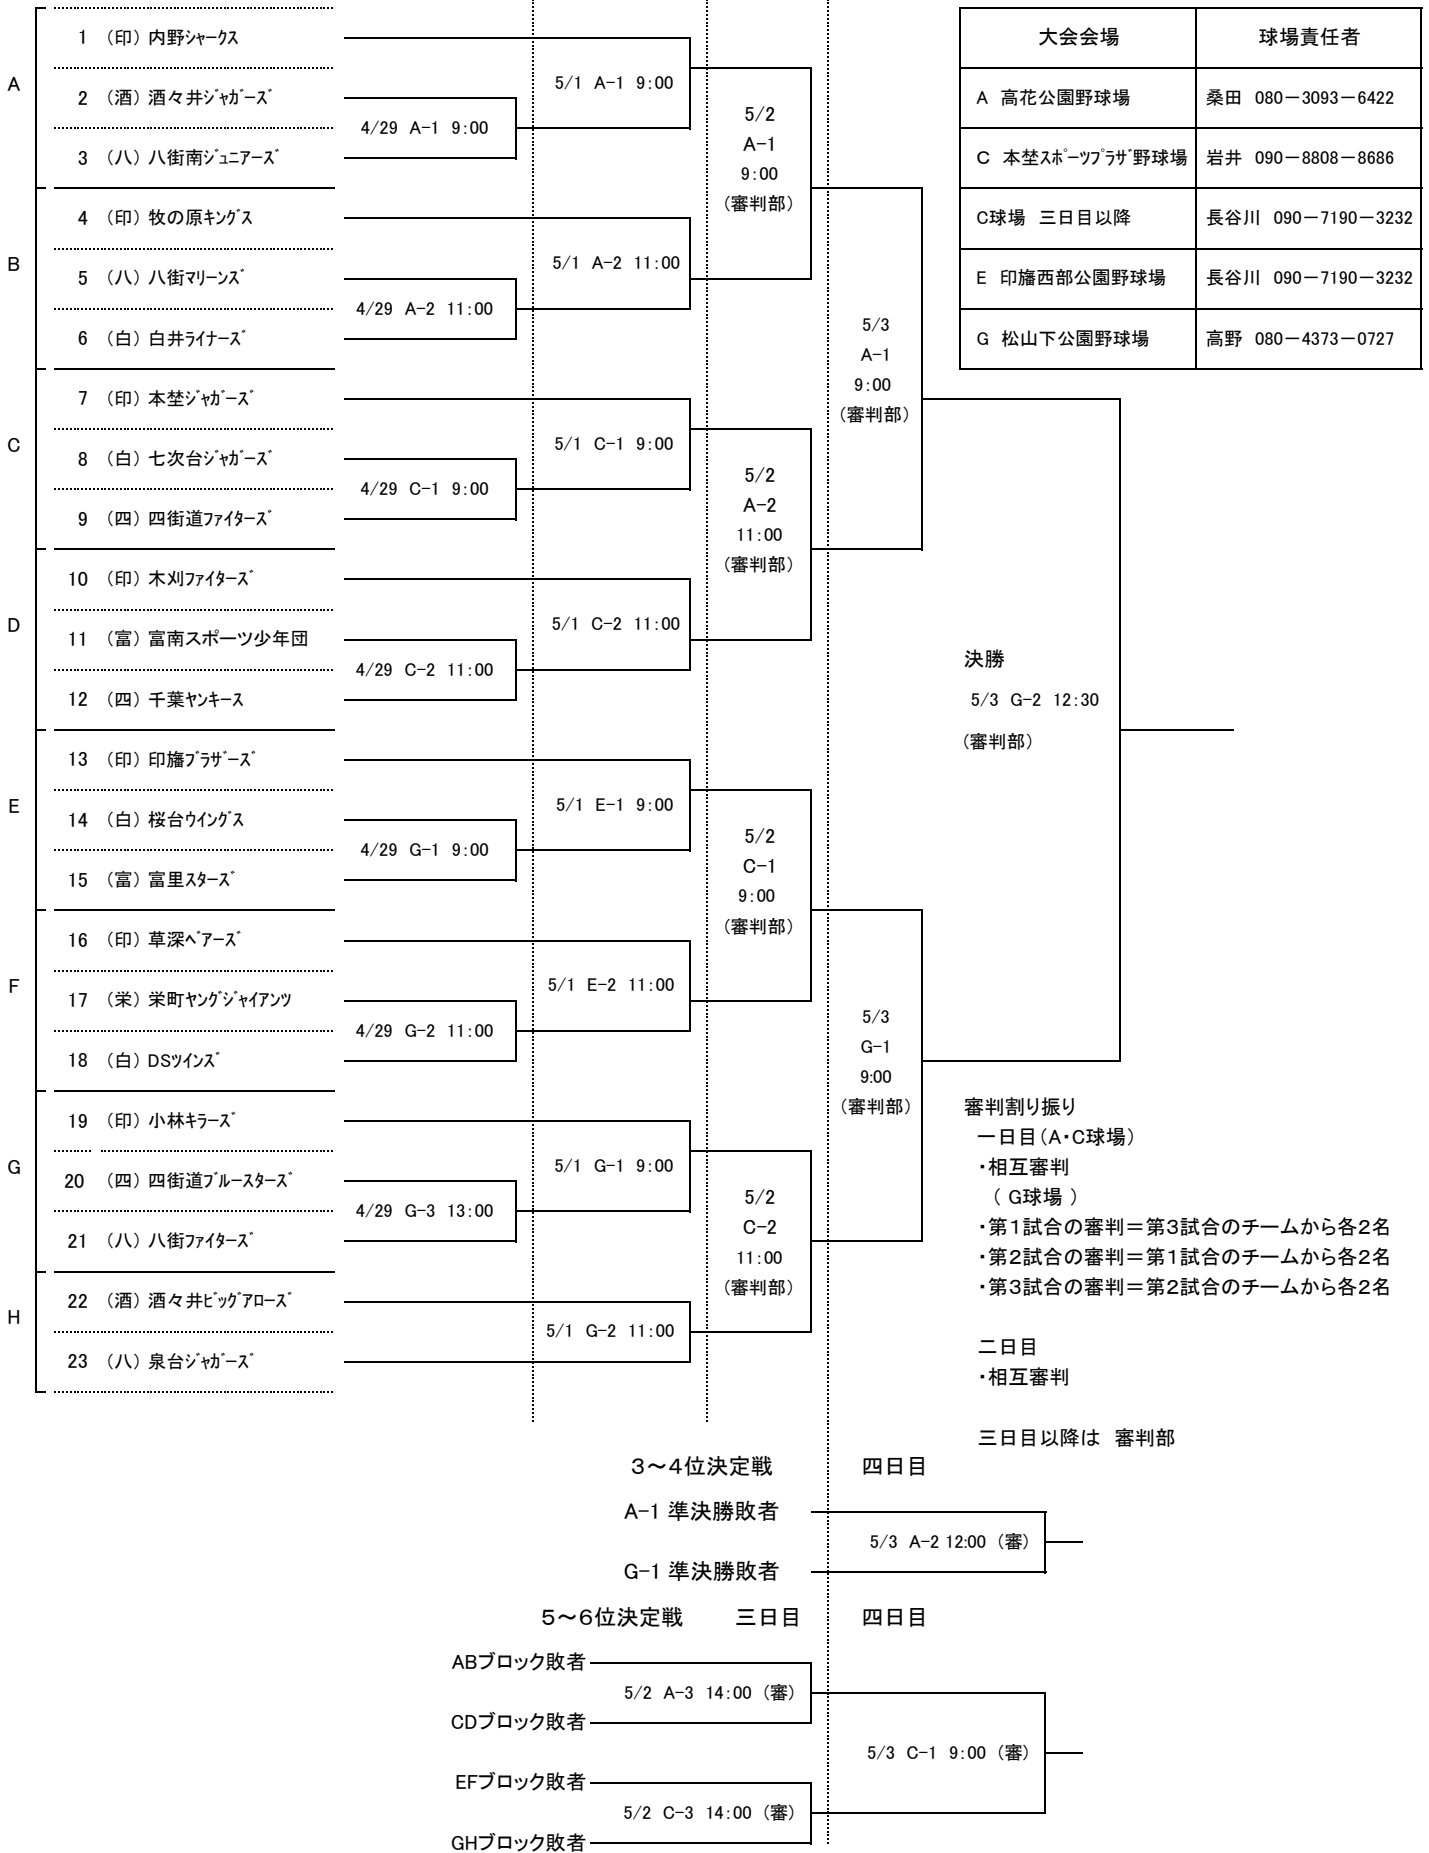 A
1 （印）内野ｼｬｰｸｽ
2 （酒）酒々井ｼﾞｬｶﾞｰｽﾞ
3 （八）八街南ｼﾞｭﾆｱｰｽﾞ
4/29 A-1 9:00
5/1 A-1 9:00
B
4 （印）牧の原ｷﾝｸﾞｽ
5 （八）八街ﾏﾘｰﾝｽﾞ
6 （白）白井ﾗｲﾅｰｽﾞ
4/29 A-2 11:00
5/1 A-2 11:00
5/2
A-1
9:00
（審判部）
C
7 （印）本埜ｼﾞｬｶﾞｰｽﾞ
8 （白）七次台ｼﾞｬｶﾞｰｽﾞ
9 （四）四街道ﾌｧｲﾀｰｽﾞ
4/29 C-1 9:00
5/1 C-1 9:00
D
10 （印）木刈ﾌｧｲﾀｰｽﾞ
11 （富）富南スポーツ少年団
12 （四）千葉ﾔﾝｷｰｽ
4/29 C-2 11:00
5/1 C-2 11:00
5/2
A-2
11:00
（審判部）
5/3
A-1
9:00
（審判部）
E
13 （印）印旛ﾌﾞﾗｻﾞｰｽﾞ
14 （白）桜台ｳｲﾝｸﾞｽ
15 （富）富里ｽﾀｰｽﾞ
4/29 G-1 9:00
5/1 E-1 9:00
F
16 （印）草深ﾍﾞｱｰｽﾞ
17 （栄）栄町ﾔﾝｸﾞｼﾞｬｲｱﾝﾂ
18 （白）DSﾂｲﾝｽﾞ
4/29 G-2 11:00
5/1 E-2 11:00
5/2
C-1
9:00
（審判部）
G
19 （印）小林ｷﾗｰｽﾞ
20 （四）四街道ﾌﾞﾙｰｽﾀｰｽﾞ
21 （八）八街ﾌｧｲﾀｰｽﾞ
4/29 G-3 13:00
5/1 G-1 9:00
H
22 （酒）酒々井ﾋﾞｯｸﾞｱﾛｰｽﾞ
23 （八）泉台ｼﾞｬｶﾞｰｽﾞ
5/1 G-2 11:00
5/2
C-2
11:00
（審判部）
5/3
G-1
9:00
（審判部）
決勝
5/3 G-2 12:30
（審判部）
大会会場 球場責任者
A 高花公園野球場 桑田 080－3093－6422
C 本埜ｽﾎﾟｰﾂﾌﾟﾗｻﾞ野球場 岩井 090－8808－8686
C球場 三日目以降 長谷川 090－7190－3232
E 印旛西部公園野球場 長谷川 090－7190－3232
G 松山下公園野球場 高野 080－4373－0727
審判割り振り
一日目（A・C球場）
・相互審判
（ G球場 ）
・第１試合の審判＝第３試合のチームから各２名
・第２試合の審判＝第１試合のチームから各２名
・第３試合の審判＝第２試合のチームから各２名
二日目
・相互審判
三日目以降は 審判部
３～４位決定戦 四日目
A-1 準決勝敗者
5/3 A-2 12:00 （審）
G-1 準決勝敗者
５～６位決定戦 三日目 四日目
ABブロック敗者
5/2 A-3 14:00 （審）
CDブロック敗者
5/3 C-1 9:00 （審）
EFブロック敗者
5/2 C-3 14:00 （審）
GHブロック敗者